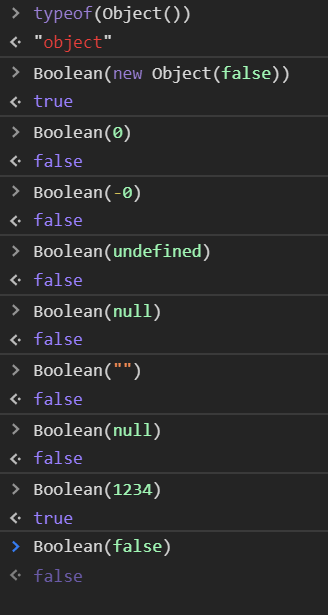 typeof(Object())
"object"
Boolean(new Object(false))
true
Boolean(0)
false
Boolean(-0)
false
Boolean(undefined)
false
Boolean(null)
false
Boolean("")
false
Boolean(null)
false
Boolean(1234)
true
Boolean(false)
false